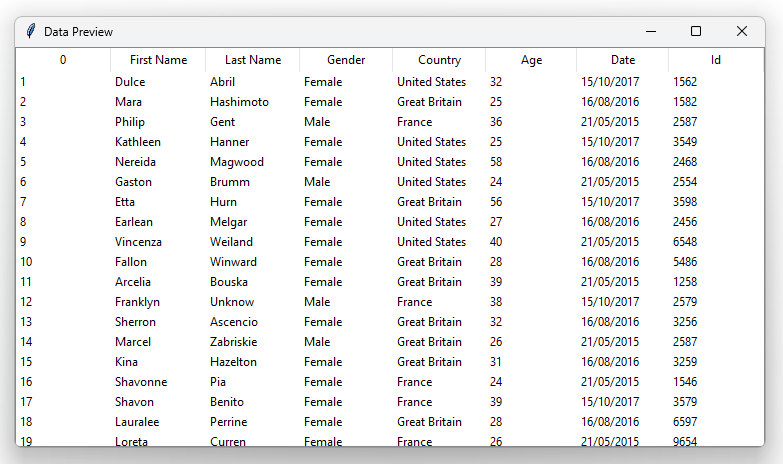 Data Preview
0 First Name Last Name Gender Country Age Date Id
1 Dulce Abril Female United States 32 15/10/2017 1562
2 Mara Hashimoto Female Great Britain 25 16/08/2016 1582
3 Philip Gent Male France 36 21/05/2015 2587
4 Kathleen Hanner Female United States 25 15/10/2017 3549
5 Nereida Magwood Female United States 58 16/08/2016 2468
6 Gaston Brumm Male United States 24 21/05/2015 2554
7 Etta Hurn Female Great Britain 56 15/10/2017 3598
8 Earlean Melgar Female United States 27 16/08/2016 2456
9 Vincenza Weiland Female United States 40 21/05/2015 6548
10 Fallon Winward Female Great Britain 28 16/08/2016 5486
11 Arcelia Bouska Female Great Britain 39 21/05/2015 1258
12 Franklyn Unknow Male France 38 15/10/2017 2579
13 Sherron Ascencio Female Great Britain 32 16/08/2016 3256
14 Marcel Zabriskie Male Great Britain 26 21/05/2015 2587
15 Kina Hazelton Female Great Britain 31 16/08/2016 3259
16 Shavonne Pia Female France 24 21/05/2015 1546
17 Shavon Benito Female France 39 15/10/2017 3579
18 Lauralee Perrine Female Great Britain 28 16/08/2016 6597
19 Loreta Curren Female France 26 21/05/2015 9654